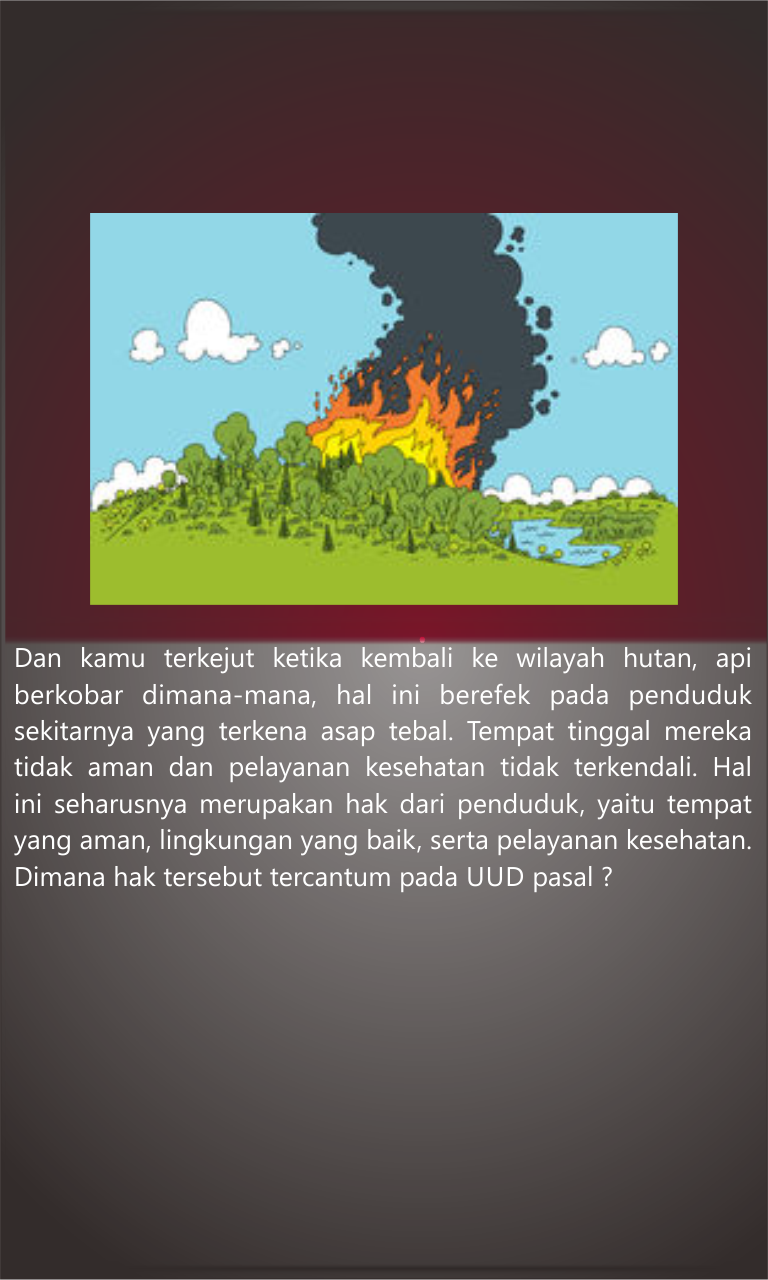 Dan kamu terkejut ketika kembali ke wilayah hutan, api
berkobar dimana-mana, hal ini berefek pada penduduk
sekitarnya yang terkena asap tebal. Tempat tinggal mereka
tidak aman dan pelayanan kesehatan tidak terkendali. Hal
ini seharusnya merupakan hak dari penduduk, yaitu tempat
yang aman, lingkungan yang baik, serta pelayanan kesehatan.
Dimana hak tersebut tercantum pada UUD pasal ?